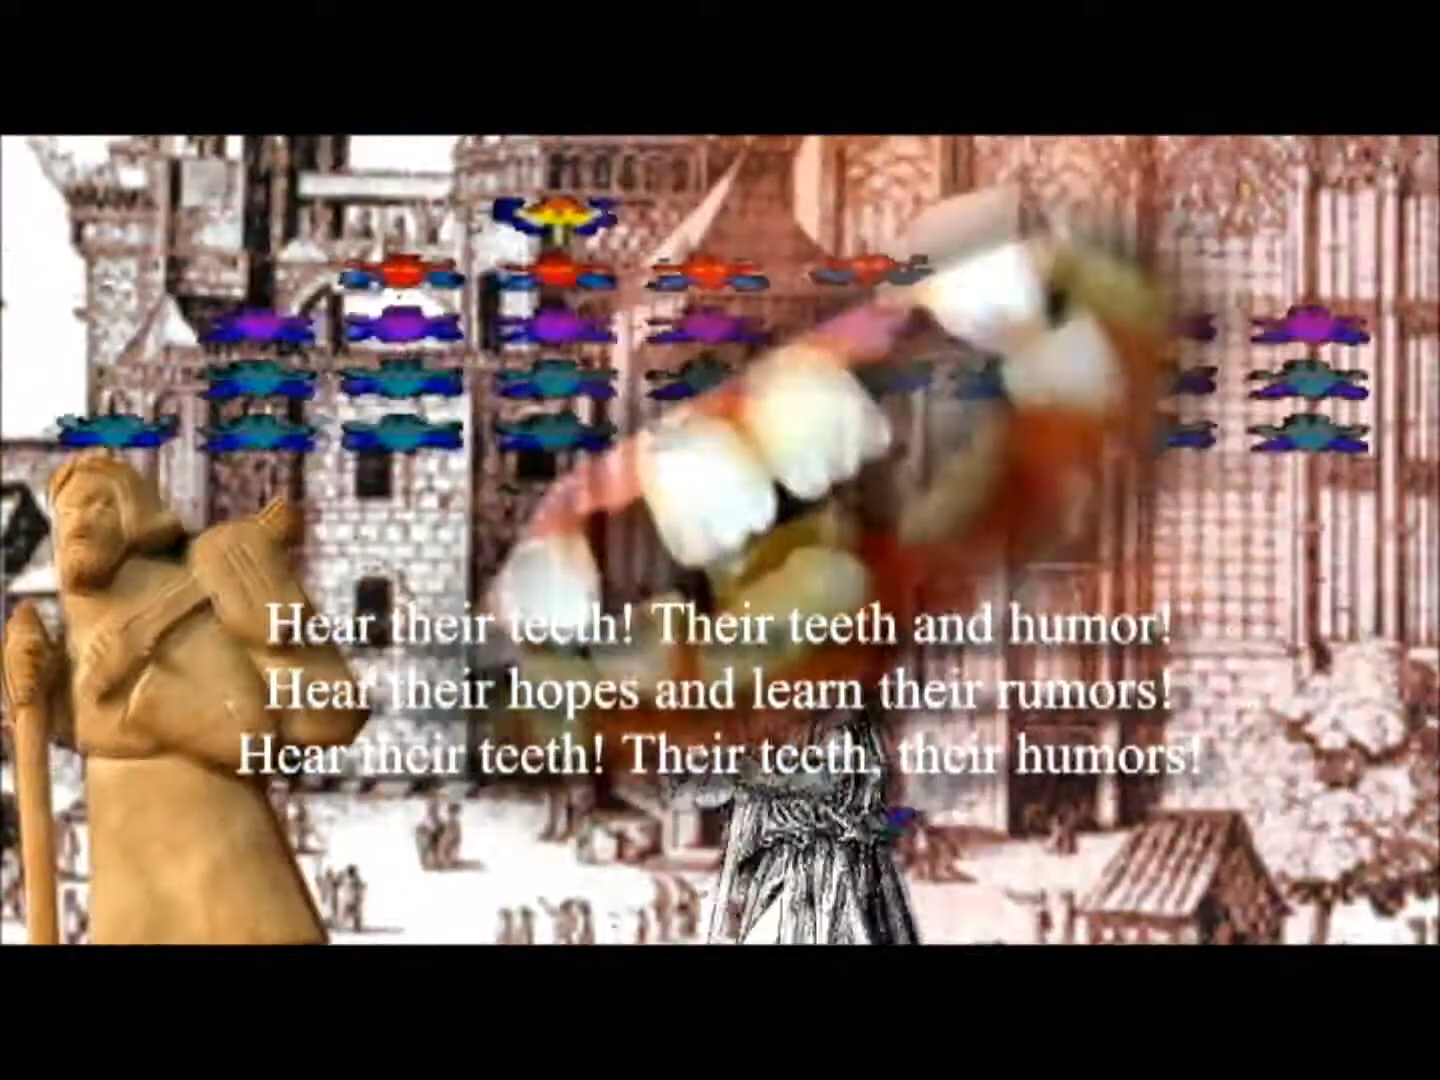 Hear their teeth! Their teeth and humor!
Hear their hopes and learn their rumors!
Hear their teeth! Their teeth, their humors!